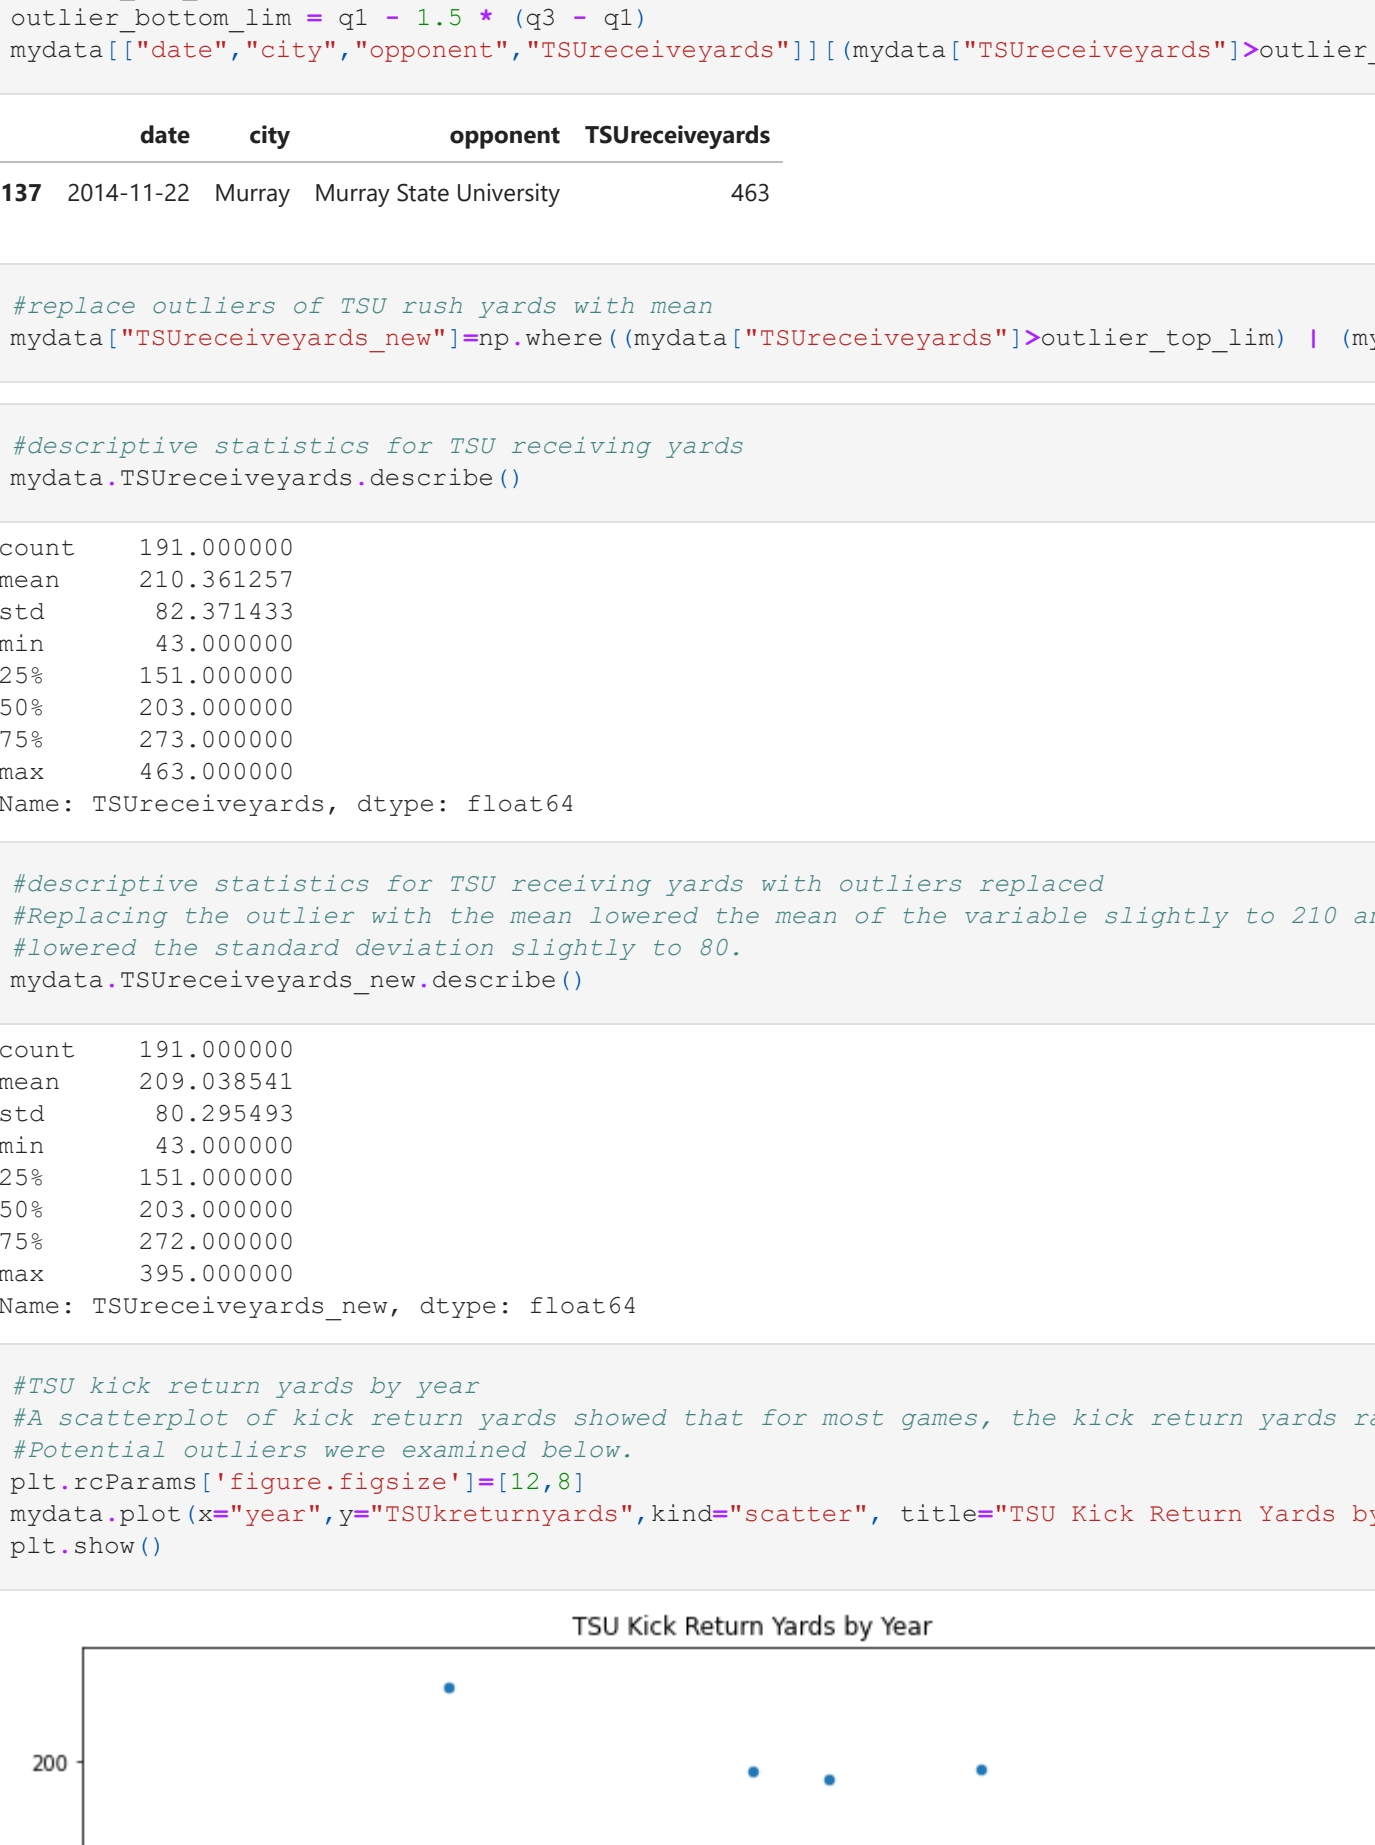 outlier_bottom_lim = q1 - 1.5 * (q3 - q1)
mydata[["date","city","opponent","TSUreceiveyards"]][(mydata["TSUreceiveyards"]>outlier_
date city opponent TSUreceiveyards
137 2014-11-22 Murray Murray State University 463
#replace outliers of TSU rush yards with mean
mydata["TSUreceiveyards_new"]=np.where((mydata["TSUreceiveyards"]>outlier_top_lim) | (my
#descriptive statistics for TSU receiving yards
mydata.TSUreceiveyards.describe()
count 191.000000
mean 210.361257
std 82.371433
min 43.000000
25% 151.000000
50% 203.000000
75% 273.000000
max 463.000000
Name: TSUreceiveyards, dtype: float64
#descriptive statistics for TSU receiving yards with outliers replaced
#Replacing the outlier with the mean lowered the mean of the variable slightly to 210 an
#lowered the standard deviation slightly to 80.
mydata.TSUreceiveyards_new.describe()
count 191.000000
mean 209.038541
std 80.295493
min 43.000000
25% 151.000000
50% 203.000000
75% 272.000000
max 395.000000
Name: TSUreceiveyards_new, dtype: float64
#TSU kick return yards by year
#A scatterplot of kick return yards showed that for most games, the kick return yards ra
#Potential outliers were examined below.
plt.rcParams['figure.figsize']=[12,8]
mydata.plot(x="year",y="TSUkreturnyards",kind="scatter", title="TSU Kick Return Yards by
plt.show()
TSU Kick Return Yards by Year
200